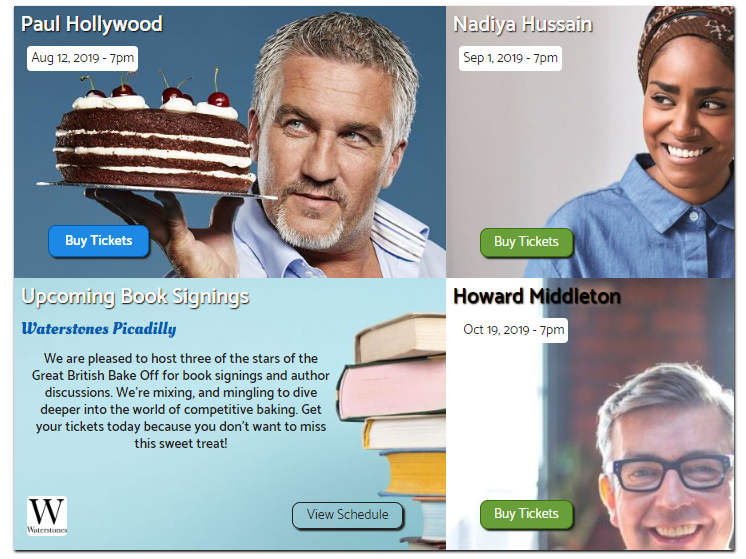 Paul Hollywood
Aug 12, 2019 - 7pm
Buy Tickets
Nadiya Hussain
Sep 1, 2019 - 7pm
Buy Tickets
Upcoming Book Signings
Waterstones Picadilly
We are pleased to host three of the stars of the
Great British Bake Off for book signings and author
discussions. We're mixing, and mingling to dive
deeper into the world of competitive baking. Get
your tickets today because you don't want to miss
this sweet treat!
W
Waterstones
View Schedule
Howard Middleton
Oct 19, 2019 - 7pm
Buy Tickets